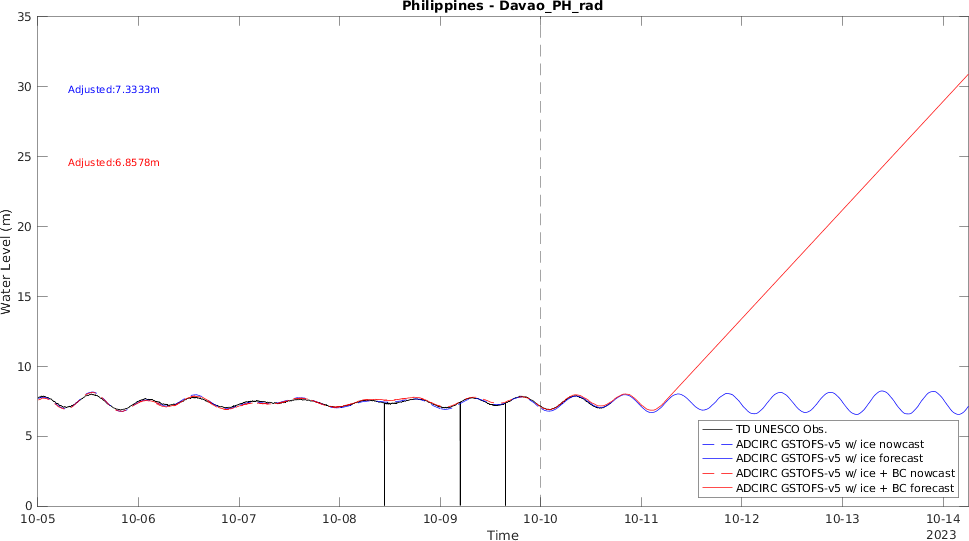 Philippines - Davao_PH_rad
35
30
25
20
15
10
5
0
Water Level (m)
Adjusted:7.3333m
Adjusted:6.8578m
TD UNESCO Obs.
ADCIRC GSTOFS-v5 w/ ice nowcast
ADCIRC GSTOFS-v5 w/ ice forecast
ADCIRC GSTOFS-v5 w/ ice + BC nowcast
ADCIRC GSTOFS-v5 w/ ice + BC forecast
10-05 10-06 10-07 10-08 10-09 10-10 10-11 10-12 10-13 10-14
Time
2023